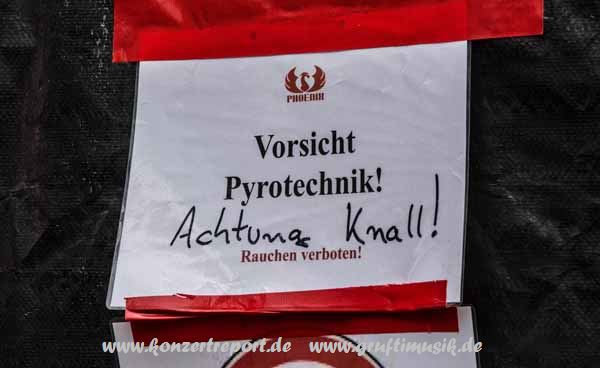 PHOENIX
Vorsicht
Pyrotechnik!
Achtung Knall!
Rauchen verboten!
www.konzertreport.de www.gruftimusik.de